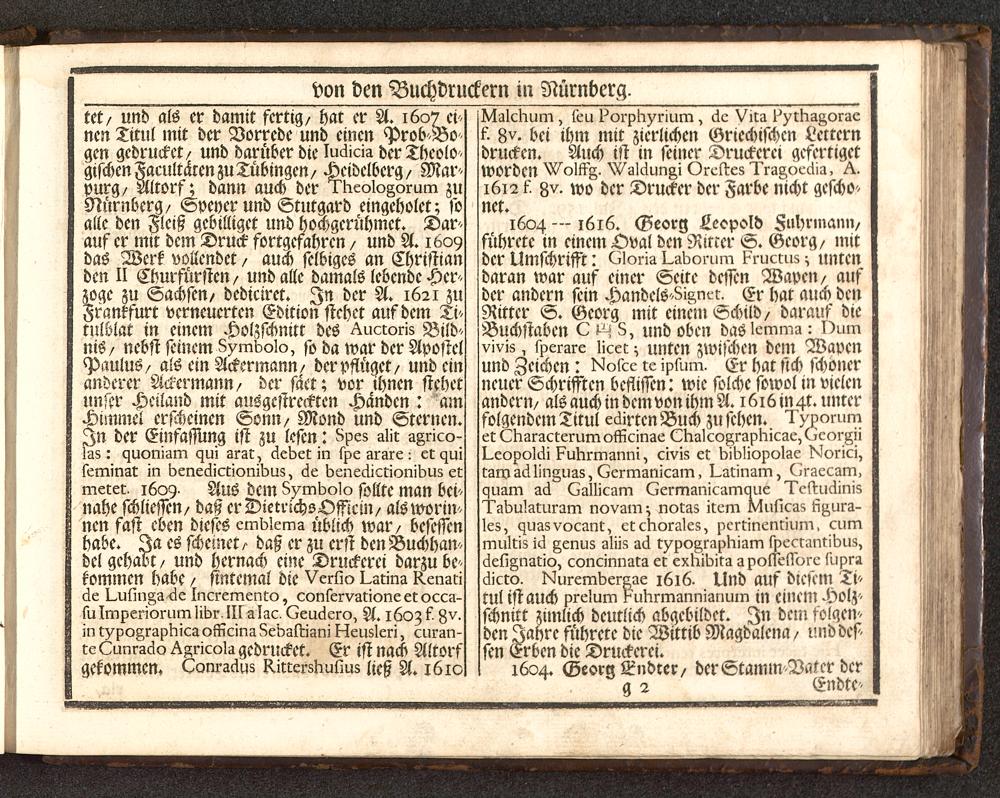 von den Buchdruckern in Nürnberg.
tet, und als er damit fertig, hat er A. 1607 ei-
nen Titul mit der Vorrede und einen Prob-Bo-
gen gedrucket, und darüber die Iudicia der Theolo-
gischen Facultäten zu Tübingen, Heidelberg, Mar-
purg, Altorf; dann auch der Theologorum zu
Nürnberg, Speyer und Stutgard eingeholet; so
alle den Fleiß gebilliget und hochgerühmet. Dar-
auf er mit dem Druck fortgefahren, und A. 1609
das Werk vollendet, auch selbiges an Christian
den II Churfürsten, und alle damals lebende Her-
zoge zu Sachsen, dediciret. In der A. 1621 zu
Frankfurt verneuerten Edition stehet auf dem Ti-
tulblat in einem Holzschnitt des Auctoris Bild-
nis, nebst seinem Symbolo, so da war der Apostel
Paulus, als ein Ackermann, der pflüget, und ein
anderer Ackermann, der säet; vor ihnen stehet
unser Heiland mit ausgestreckten Händen: am
Himmel erscheinen Sonn, Mond und Sternen.
In der Einfassung ist zu lesen: Spes alit agrico-
las: quoniam qui arat, debet in spe arare: et qui
seminat in benedictionibus, de benedictionibus et
metet. 1609. Aus dem Symbolo sollte man bei-
nahe schliessen, daß er Dietrichs Officin, als worin-
nen fast eben dieses emblema üblich war, besessen
habe. Ja es scheinet, daß er zu erst den Buchhan-
del gehabt, und hernach eine Druckerei darzu be-
kommen habe, sintemal die Versio Latina Renati
de Lusinga de Incremento, conservatione et occa-
su Imperiorum libr. III a Iac. Geudero, A. 1603 f. 8v.
in typographica officina Sebastiani Heusleri, curan-
te Cunrado Agricola gedrucket. Er ist nach Altorf
gekommen. Conradus Rittershusius ließ A. 1610
Malchum, seu Porphyrium, de Vita Pythagorae
f. 8v. bei ihm mit zierlichen Griechischen Lettern
drucken. Auch ist in seiner Druckerei gefertiget
worden Wolffg. Waldungi Orestes Tragoedia, A.
1612 f. 8v. wo der Drucker der Farbe nicht gescho-
net.
1604 --- 1616. Georg Leopold Fuhrmann,
führete in einem Oval den Ritter S. Georg, mit
der Umschrifft: Gloria Laborum Fructus; unten
daran war auf einer Seite dessen Wapen, auf
der andern sein Handels-Signet. Er hat auch den
Ritter S. Georg mit einem Schild, darauf die
Buchstaben C S, und oben das lemma: Dum
vivis, sperare licet; unten zwischen dem Wapen
und Zeichen: Nosce te ipsum. Er hat sich schöner
neuer Schrifften beflissen: wie solche sowol in vielen
andern, als auch in dem von ihm A. 1616 in 4t. unter
folgendem Titul edirten Buch zu sehen. Typorum
et Characterum officinae Chalcographicae, Georgii
Leopoldi Fuhrmanni, civis et bibliopolae Norici,
tam ad linguas, Germanicam, Latinam, Graecam,
quam ad Gallicam Germanicamque Testudinis
Tabulaturam novam; notas item Musicas figura-
les, quas vocant, et chorales, pertinentium, cum
multis id genus aliis ad typographiam spectantibus,
designatio, concinnata et exhibita a possessore supra
dicto. Nurembergae 1616. Und auf diesem Ti-
tul ist auch prelum Fuhrmannianum in einem Holz-
schnitt zimlich deutlich abgebildet. In dem folgen-
den Jahre führete die Wittib Magdalena, und des-
sen Erben die Druckerei.
1604. Georg Endter, der Stamm-Vater der
g 2
Endte-